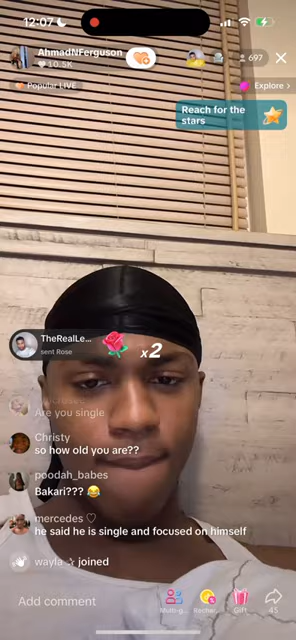 12:07
AhmadNFerguson
10.5K
697
Popular LIVE
Explore >
Reach for the
stars
TheRealLe...
sent Rose
x2
Are you single
Christy
so how old you are??
poodah_babes
Bakari??? 😂
mercedes ♡
he said he is single and focused on himself
wayla ✨ joined
Add comment
Multi-g...
Recha...
Gift
45